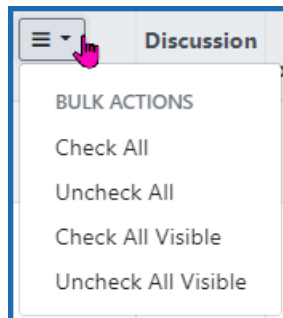 Discussion
BULK ACTIONS
Check All
Uncheck All
Check All Visible
Uncheck All Visible